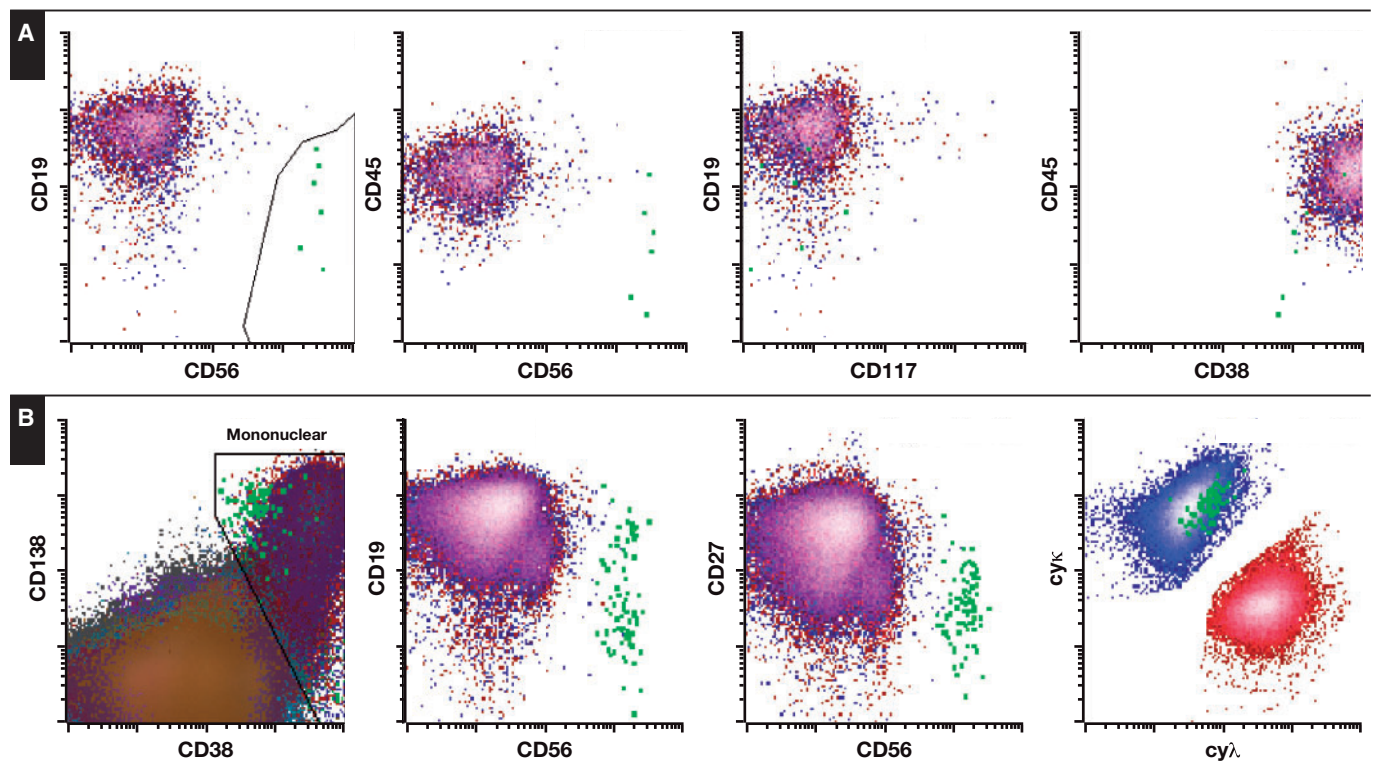 A
CD19
CD56
CD45
CD56
CD19
CD117
CD45
CD38
B
Mononuclear
CD138
CD38
CD19
CD56
CD27
CD56
cyκ
cyλ